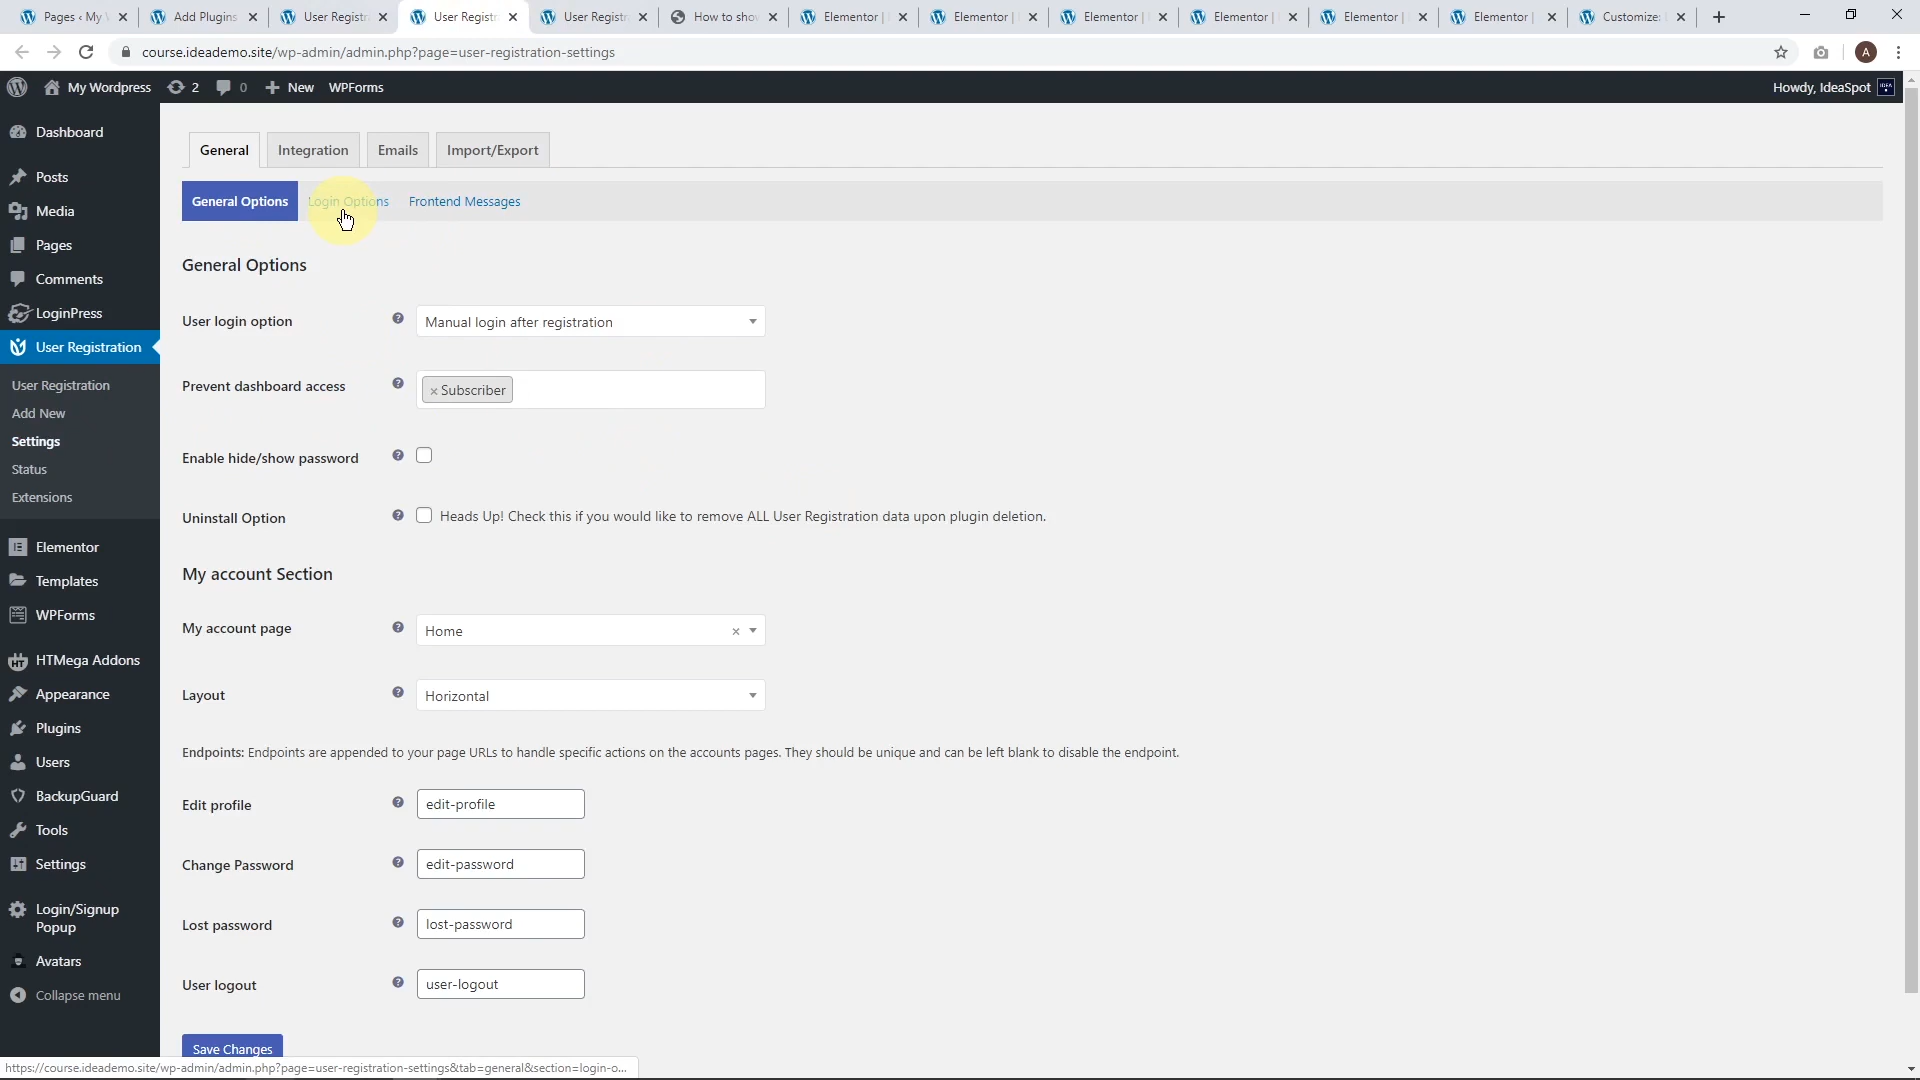 Pages ‹ My
Add Plugins
User Registr
User Registr
User Registr
How to sho
Elementor |
Elementor |
Elementor |
Elementor |
Elementor |
Elementor |
Customize:
course.ideademo.site/wp-admin/admin.php?page=user-registration-settings
A
My Wordpress
2
0
New
WPForms
Howdy, IdeaSpot
Dashboard
Posts
Media
Pages
Comments
LoginPress
User Registration
User Registration
Add New
Settings
Status
Extensions
Elementor
Templates
WPForms
HTMega Addons
Appearance
Plugins
Users
BackupGuard
Tools
Settings
Login/Signup
Popup
Avatars
Collapse menu
General
Integration
Emails
Import/Export
General Options
Login Options
Frontend Messages
General Options
User login option
Manual login after registration
Prevent dashboard access
× Subscriber
Enable hide/show password
Uninstall Option
Heads Up! Check this if you would like to remove ALL User Registration data upon plugin deletion.
My account Section
My account page
Home ×
Layout
Horizontal
Endpoints: Endpoints are appended to your page URLs to handle specific actions on the accounts pages. They should be unique and can be left blank to disable the endpoint.
Edit profile
edit-profile
Change Password
edit-password
Lost password
lost-password
User logout
user-logout
Save Changes
https://course.ideademo.site/wp-admin/admin.php?page=user-registration-settings&tab=general&section=login-o...